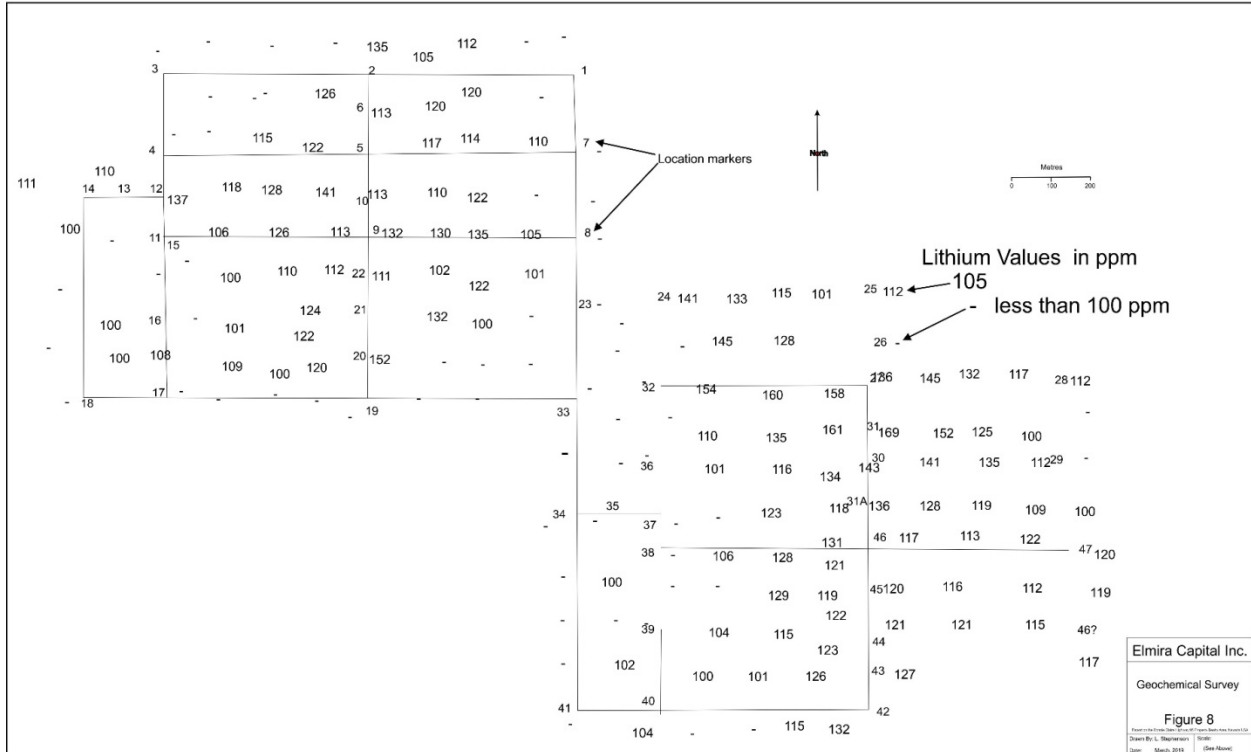 - - - - 135 112 - -
105
3 2 1
- - - 126 120 -
6 113 120
- - 115 122 117 114 110 7
4 5 - Location markers
North
Metres
0 100 200
110
111 14 13 12 118 128 141 113 110 122 - -
137 10
100 - 11 106 126 113 9 132 130 135 105 8 -
15
- - 100 110 112 22 111 102 122 101
Lithium Values in ppm
- 124 21 23 - 24 141 133 115 101 25 112 105
- less than 100 ppm
100 16 - 101 122 132 100 -
- 145 128 26 -
- 100 108 109 100 120 20 152 - - - -
136 145 132 117 28 112
- 18 17 - - - 19 - - 33 - 32 154 160 158
- -
110 135 161 31 169 152 125 100
- - - 36 101 116 134 143 30 141 135 112 29 -
31A
34 35 123 118 136 128 119 109 100
- - 37 - -
131 46 117 113 122
38 - 106 128 121 47 120
- 100 - - 129 119 45 120 116 112 119
122
- 39 104 115 121 121 115 46?
44
- 102 123 117
100 101 126 43 127
41 40 42
- 104 - - 115 132
Elmira Capital Inc.
Geochemical Survey
Figure 8
Drawn By: L. Stephenson Scale:
Date: March, 2016 (See Above)